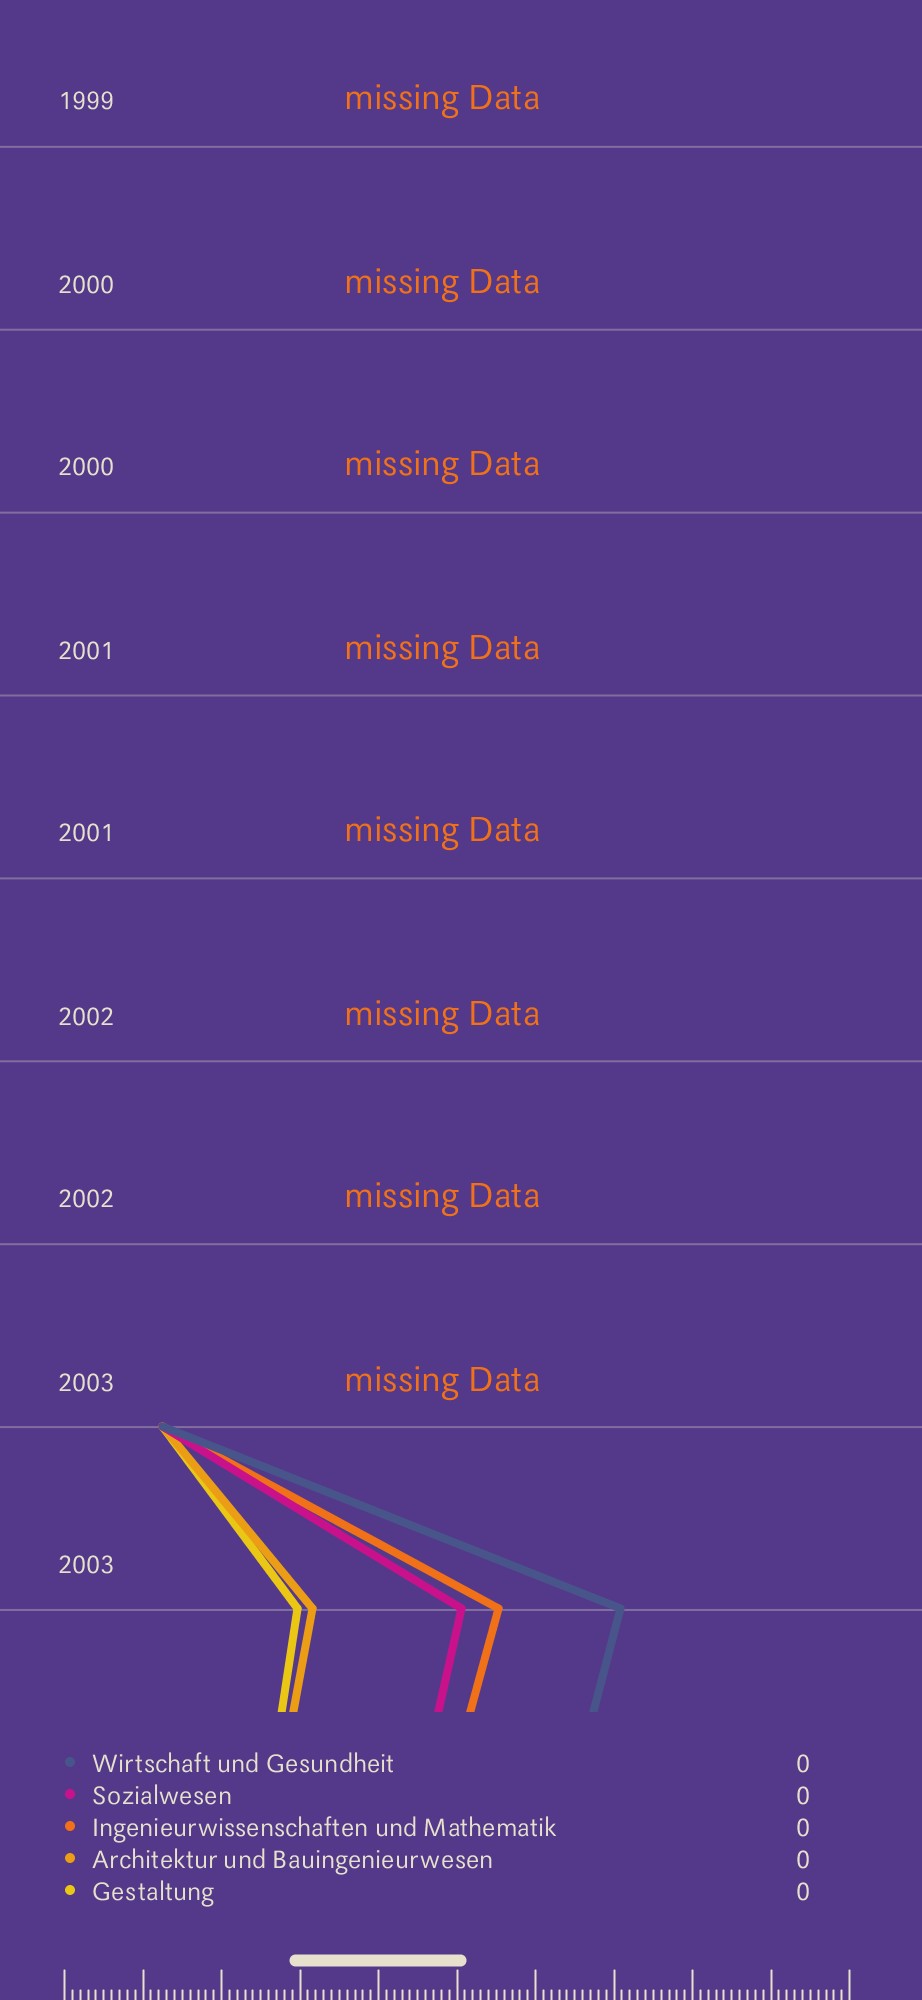 1999 missing Data
2000 missing Data
2000 missing Data
2001 missing Data
2001 missing Data
2002 missing Data
2002 missing Data
2003 missing Data
2003
Wirtschaft und Gesundheit 0
Sozialwesen 0
Ingenieurwissenschaften und Mathematik 0
Architektur und Bauingenieurwesen 0
Gestaltung 0